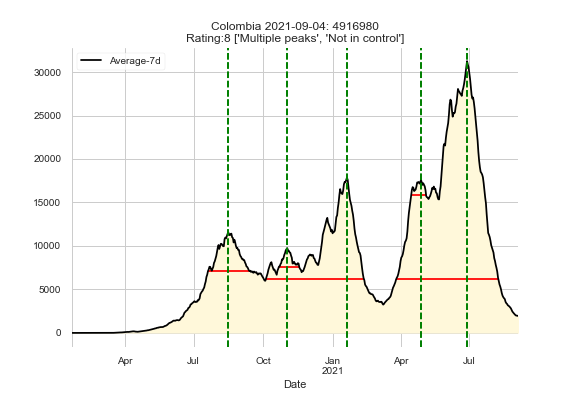 Colombia 2021-09-04: 4916980
Rating:8 ['Multiple peaks', 'Not in control']
Average-7d
30000
25000
20000
15000
10000
5000
0
Apr
Jul
Oct
Jan
2021
Apr
Jul
Date